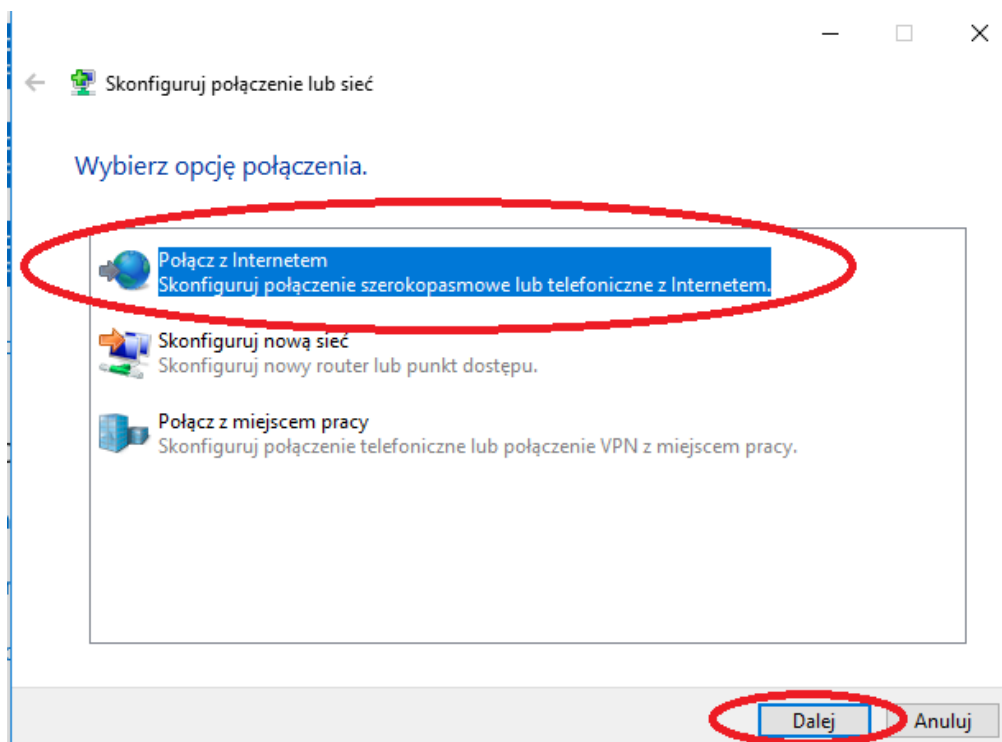 Skonfiguruj połączenie lub sieć
Wybierz opcję połączenia.
Połącz z Internetem
Skonfiguruj połączenie szerokopasmowe lub telefoniczne z Internetem.
Skonfiguruj nową sieć
Skonfiguruj nowy router lub punkt dostępu.
Połącz z miejscem pracy
Skonfiguruj połączenie telefoniczne lub połączenie VPN z miejscem pracy.
Dalej Anuluj